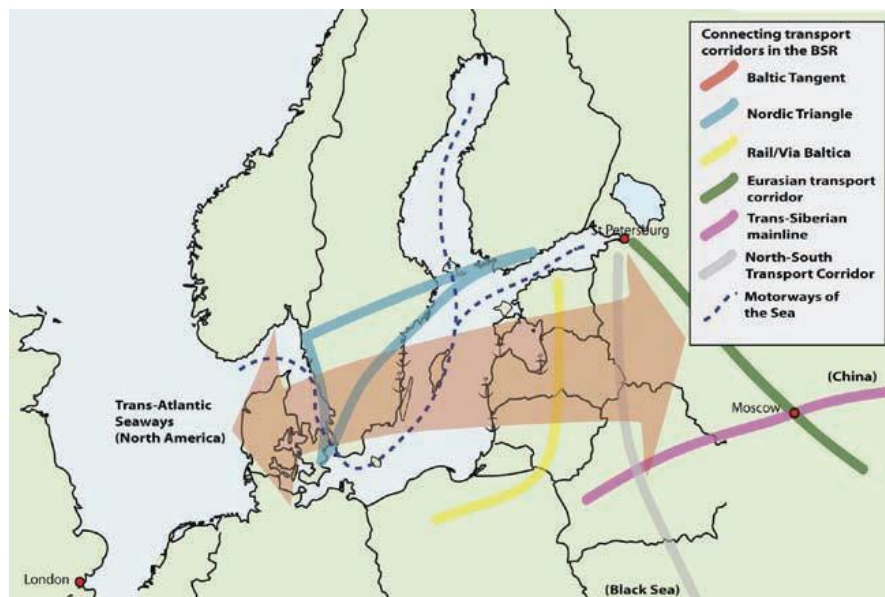 Connecting transport
corridors in the BSR
Baltic Tangent
Nordic Triangle
Rail/Via Baltica
Eurasian transport
corridor
Trans-Siberian
mainline
North-South
Transport Corridor
Motorways of
the Sea
St Petersburg
(China)
Moscow
Trans-Atlantic
Seaways
(North America)
London
(Black Sea)